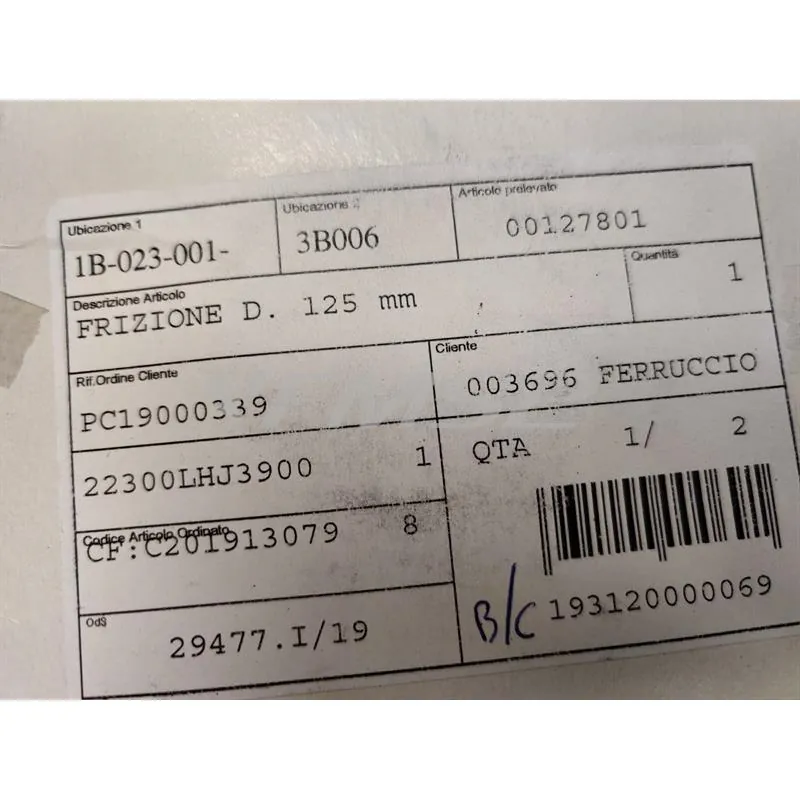 Ubicazione 1
1B-023-001-
Ubicazione 2
3B006
Articolo prelevato
00127801
Descrizione Articolo
FRIZIONE D. 125 mm
Quantità
1
Rif.Ordine Cliente
PC19000339
Cliente
003696 FERRUCCIO
22300LHJ3900 1
QTA 1/ 2
Codice Articolo Ordinato
CF:C201913079 8
OdS
29477.I/19
B/C
193120000069